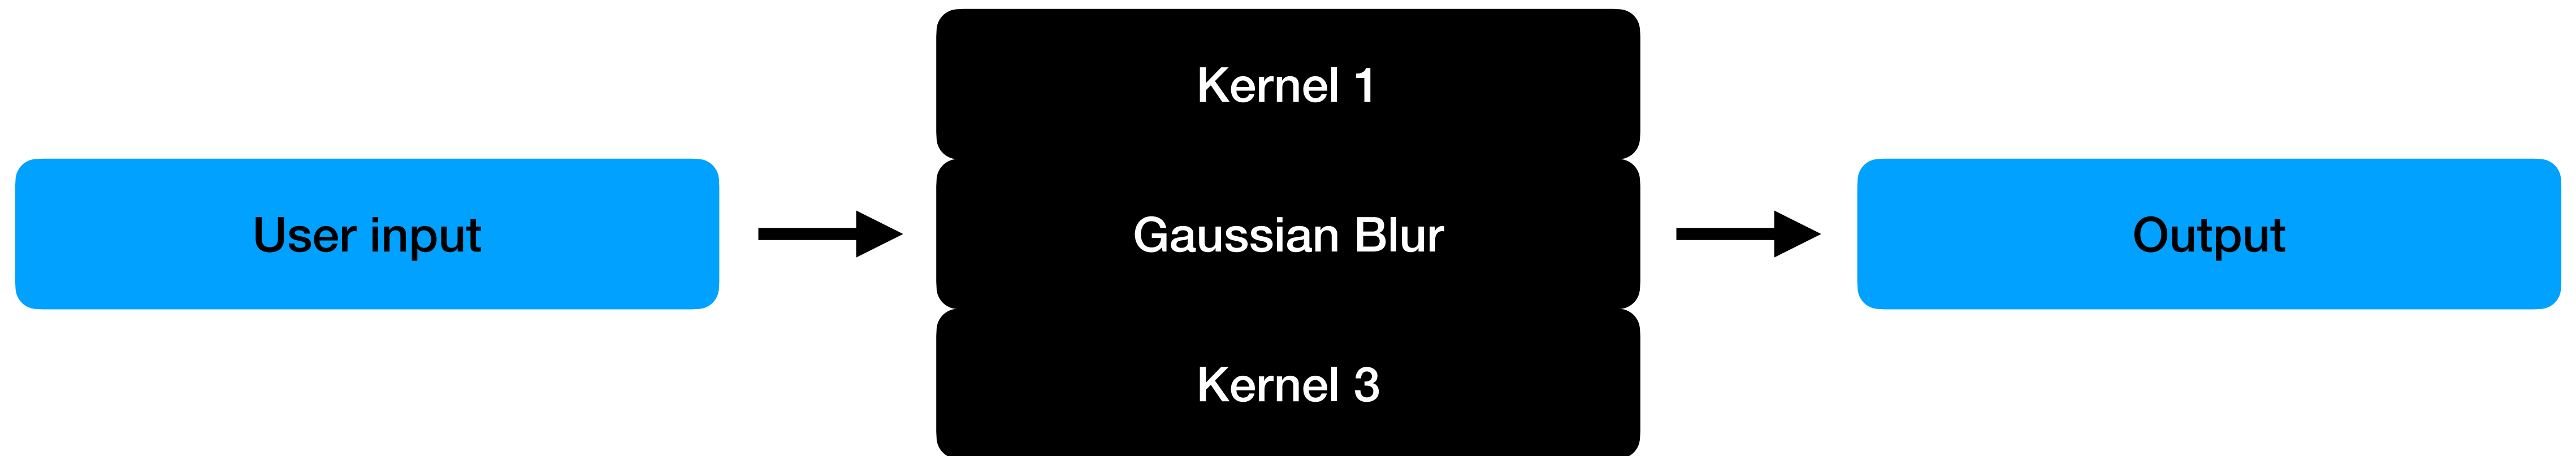 User input
Kernel 1
Gaussian Blur
Kernel 3
Output